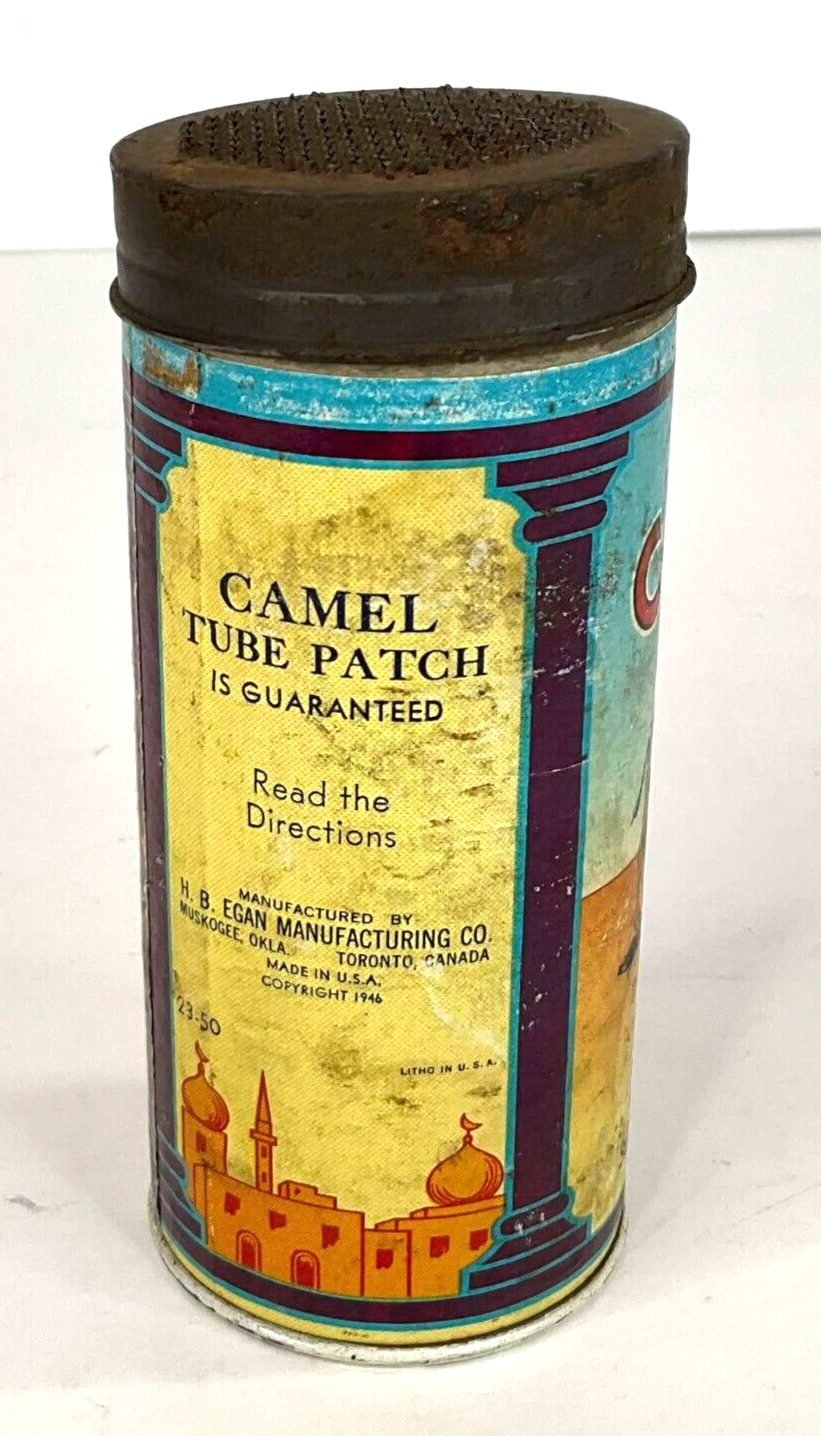 CAMEL
TUBE PATCH
IS GUARANTEED
Read the
Directions
MANUFACTURED BY
H. B. EGAN MANUFACTURING CO.
MUSKOGEE, OKLA. TORONTO, CANADA
MADE IN U.S.A.
COPYRIGHT 1946
23-50
LITHO IN U. S. A.
C